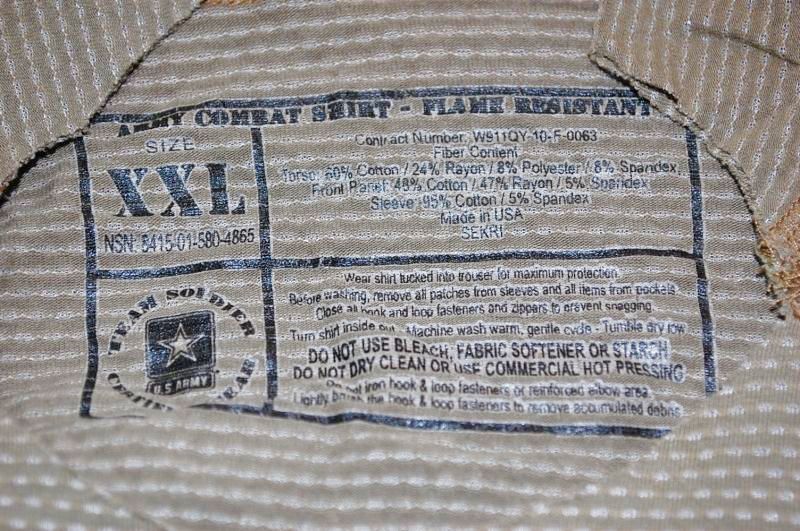 ARMY COMBAT SHIRT - FLAME RESISTANT
SIZE
XXL
NSN: 8415-01-580-4865
Contract Number: W911QY-10-F-0063
Fiber Content
Torso: 60% Cotton / 24% Rayon / 8% Polyester / 8% Spandex,
Front Panel: 48% Cotton / 47% Rayon / 5% Spandex
Sleeve :95% Cotton / 5% Spandex
Made in USA
SEKRI
TEAM SOLDIER
U.S.ARMY
Wear shirt tucked into trouser for maximum protection.
Before washing, remove all patches from sleeves and all items from pockets.
Close all hook and loop fasteners and zippers to prevent snagging.
Turn shirt inside out. Machine wash warm, gentle cycle - Tumble dry low
DO NOT USE BLEACH, FABRIC SOFTENER OR STARCH
DO NOT DRY CLEAN OR USE COMMERCIAL HOT PRESSING
Do not iron hook & loop fasteners or reinforced elbow area.
Lightly brush the hook & loop fasteners to remove accumulated debris